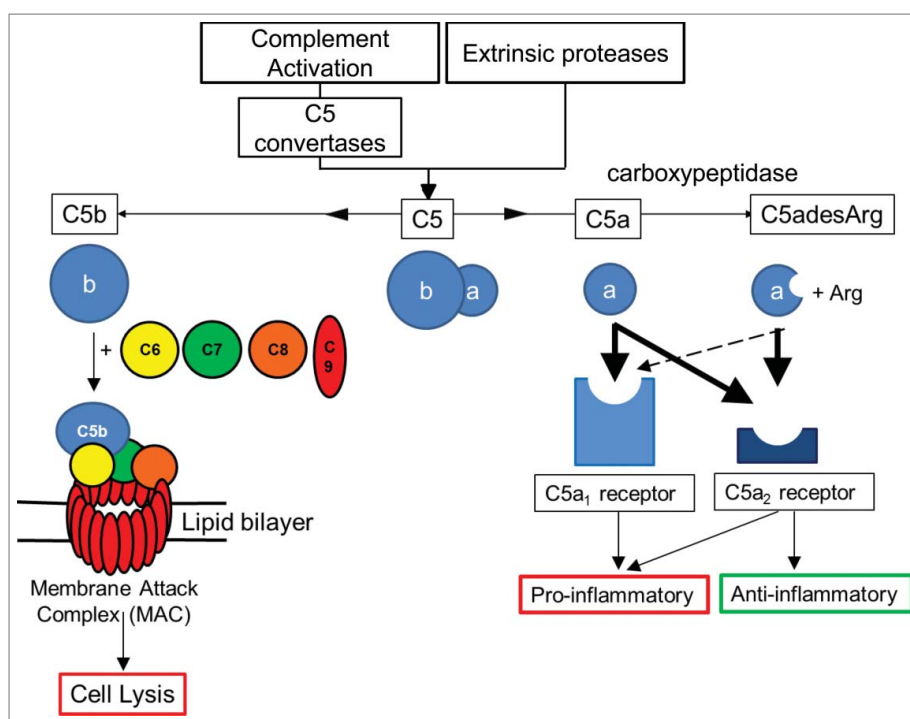 Complement
Activation
Extrinsic proteases
C5
convertases
carboxypeptidase
C5b
C5
C5a
C5adesArg
b
b
a
a
a
+ Arg
+
C6
C7
C8
C
9
C5b
Lipid bilayer
C5a₁ receptor
C5a₂ receptor
Membrane Attack
Complex (MAC)
Pro-inflammatory
Anti-inflammatory
Cell Lysis